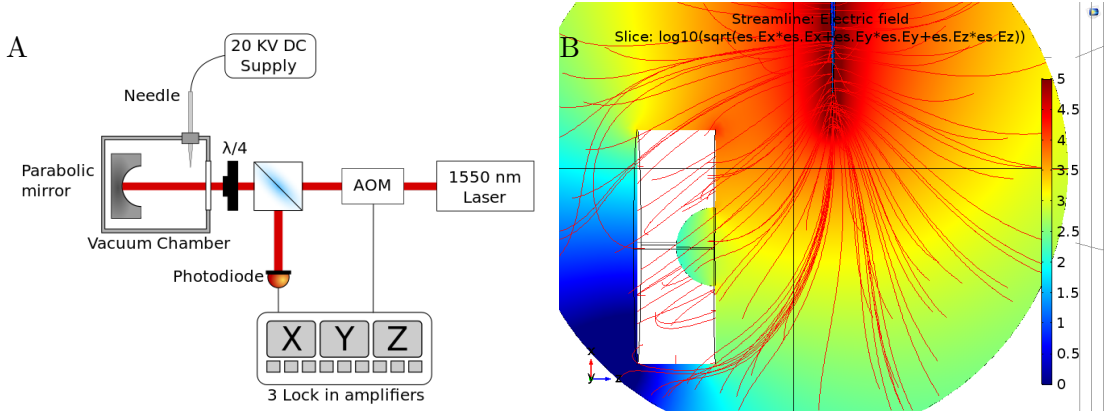 A
20 KV DC
Supply
Needle
λ/4
Parabolic
mirror
AOM
1550 nm
Laser
Vacuum Chamber
Photodiode
X Y Z
3 Lock in amplifiers
B
Streamline: Electric field
Slice: log10(sqrt(es.Ex*es.Ex+es.Ey*es.Ey+es.Ez*es.Ez))
5
4.5
4
3.5
3
2.5
2
1.5
1
0.5
0
x
y z